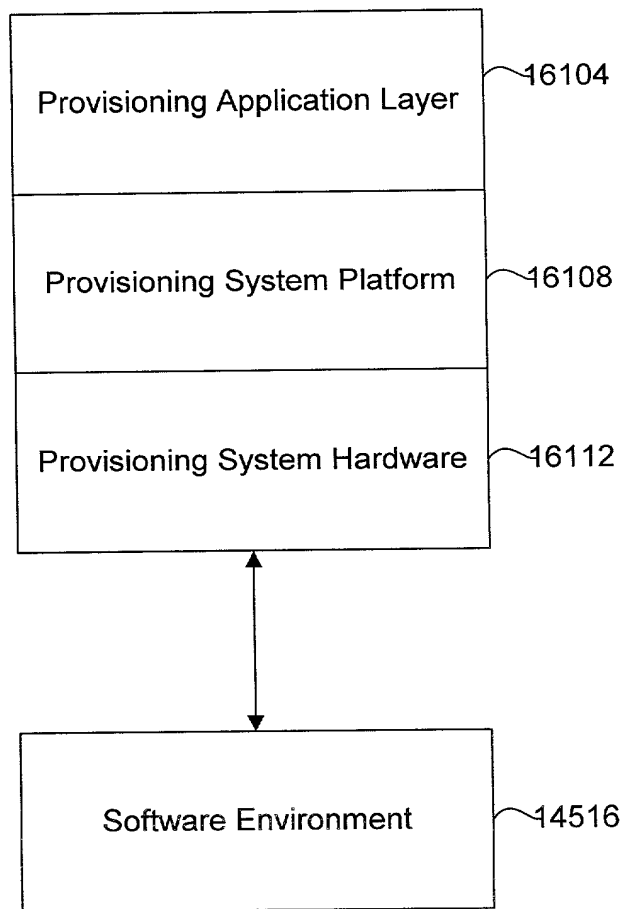 Provisioning Application Layer
16104
Provisioning System Platform
16108
Provisioning System Hardware
16112
Software Environment
14516